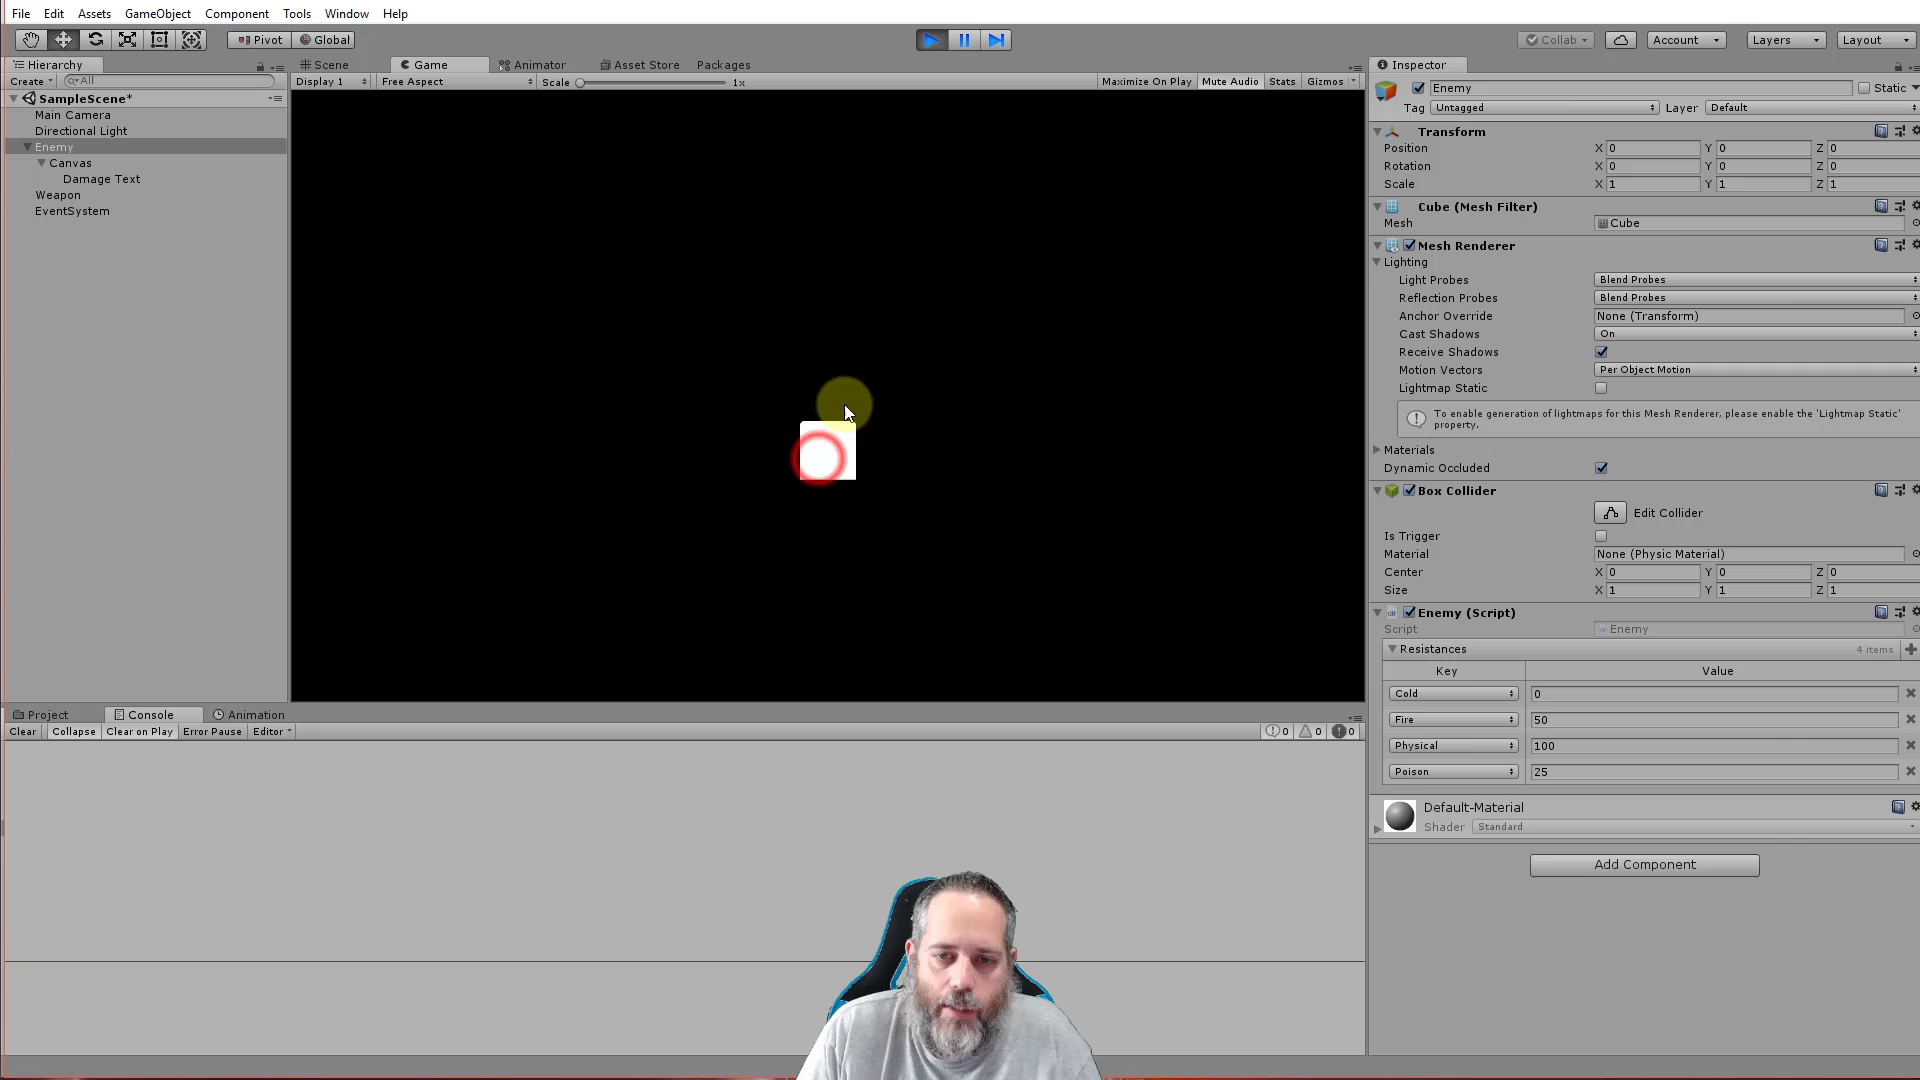 File Edit Assets GameObject Component Tools Window Help
Pivot Global Collab Account Layers Layout
Hierarchy Scene Game Animator Asset Store Packages Inspector
Create All Display 1 Free Aspect Scale 1x Maximize On Play Mute Audio Stats Gizmos
SampleScene*
Main Camera
Directional Light
Enemy
Canvas
Damage Text
Weapon
EventSystem
Enemy Static
Tag Untagged Layer Default
Transform
Position X 0 Y 0 Z 0
Rotation X 0 Y 0 Z 0
Scale X 1 Y 1 Z 1
Cube (Mesh Filter)
Mesh Cube
Mesh Renderer
Lighting
Light Probes Blend Probes
Reflection Probes Blend Probes
Anchor Override None (Transform)
Cast Shadows On
Receive Shadows
Motion Vectors Per Object Motion
Lightmap Static
To enable generation of lightmaps for this Mesh Renderer, please enable the 'Lightmap Static'
property.
Materials
Dynamic Occluded
Box Collider
Edit Collider
Is Trigger
Material None (Physic Material)
Center X 0 Y 0 Z 0
Size X 1 Y 1 Z 1
Enemy (Script)
Script Enemy
Resistances 4 items
Key Value
Cold 0
Fire 50
Physical 100
Poison 25
Default-Material
Shader Standard
Add Component
Project Console Animation
Clear Collapse Clear on Play Error Pause Editor 0 0 0